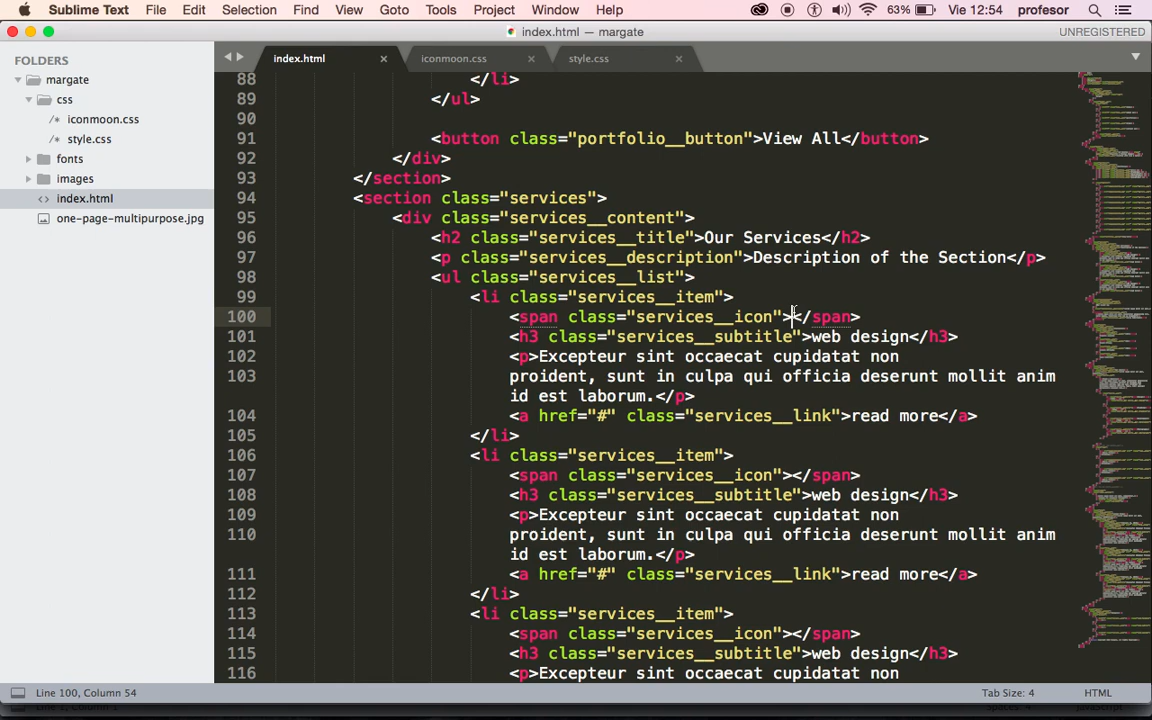 Sublime Text File Edit Selection Find View Goto Tools Project Window Help 63% Vie 12:54 profesor
index.html — margate UNREGISTERED
FOLDERS
margate
css
/* iconmoon.css
/* style.css
fonts
images
<> index.html
one-page-multipurpose.jpg
index.html × iconmoon.css × style.css ×
88 </li>
89 </ul>
90
91 <button class="portfolio__button">View All</button>
92 </div>
93 </section>
94 <section class="services">
95 <div class="services__content">
96 <h2 class="services__title">Our Services</h2>
97 <p class="services__description">Description of the Section</p>
98 <ul class="services__list">
99 <li class="services__item">
100 <span class="services__icon"></span>
101 <h3 class="services__subtitle">web design</h3>
102 <p>Excepteur sint occaecat cupidatat non
103 proident, sunt in culpa qui officia deserunt mollit anim
id est laborum.</p>
104 <a href="#" class="services__link">read more</a>
105 </li>
106 <li class="services__item">
107 <span class="services__icon"></span>
108 <h3 class="services__subtitle">web design</h3>
109 <p>Excepteur sint occaecat cupidatat non
110 proident, sunt in culpa qui officia deserunt mollit anim
id est laborum.</p>
111 <a href="#" class="services__link">read more</a>
112 </li>
113 <li class="services__item">
114 <span class="services__icon"></span>
115 <h3 class="services__subtitle">web design</h3>
116 <p>Excepteur sint occaecat cupidatat non
Line 100, Column 54 Tab Size: 4 HTML